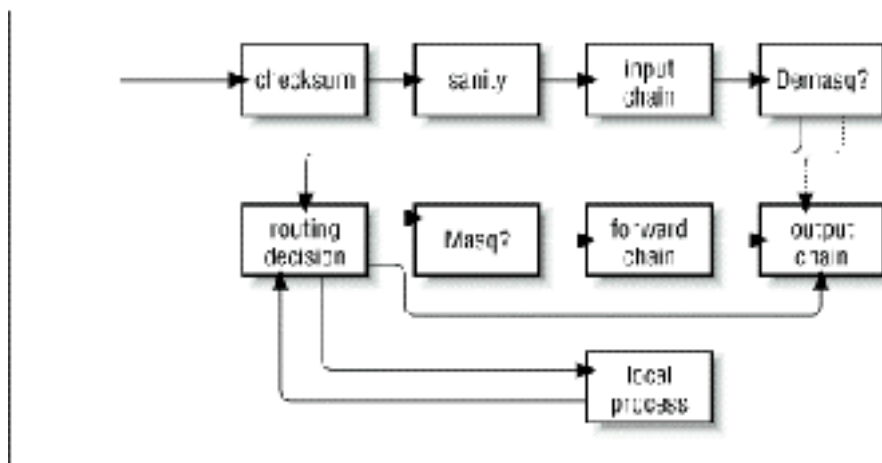 checksum
sanity
input
chain
Demasq?
routing
decision
Masq?
forward
chain
output
chain
local
process